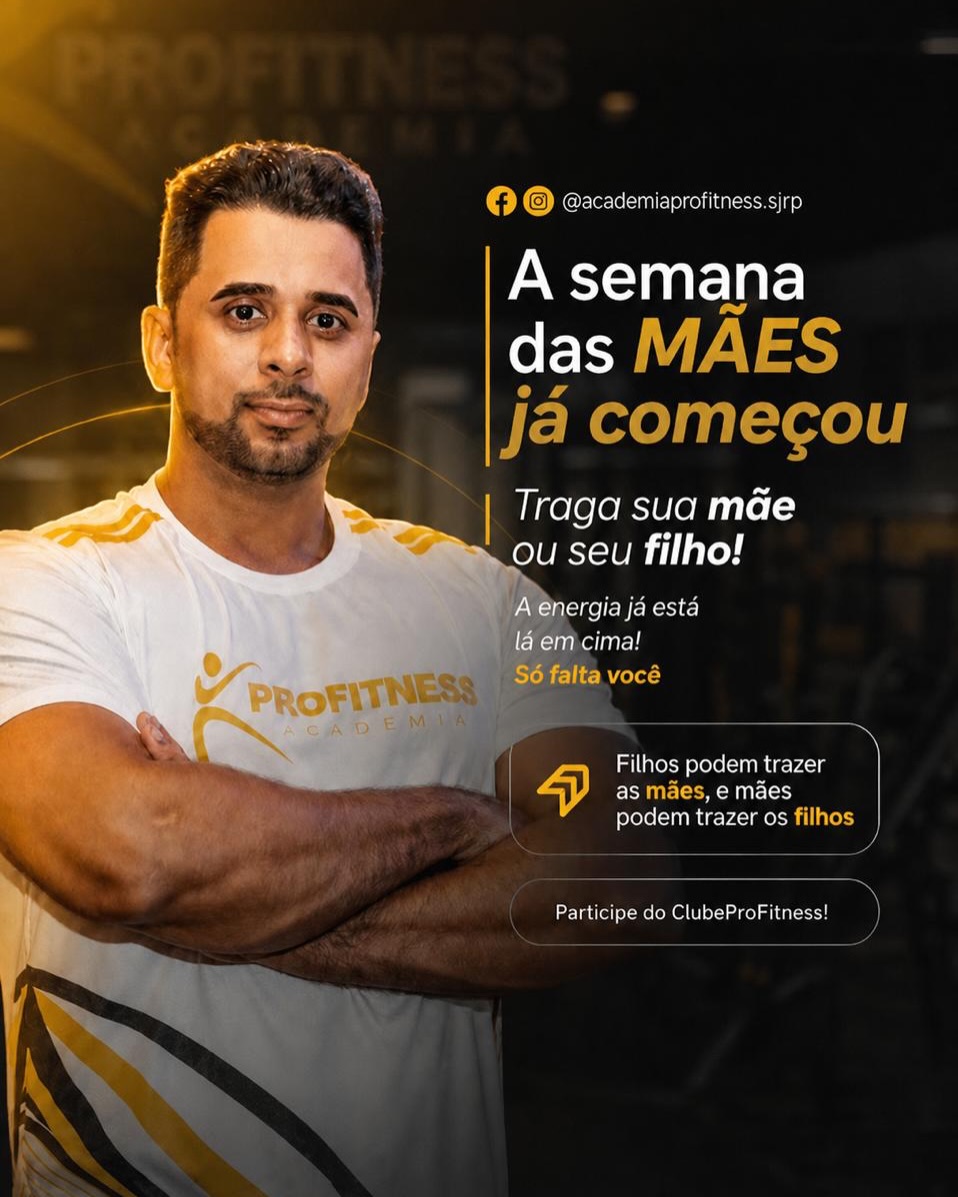 PROFITNESS
ACADEMIA
@academiaprofitness.sjrp
A semana
das MÃES
já começou
Traga sua mãe
ou seu filho!
A energia já está
lá em cima!
Só falta você
PROFITNESS
ACADEMIA
Filhos podem trazer
as mães, e mães
podem trazer os filhos
Participe do ClubeProFitness!